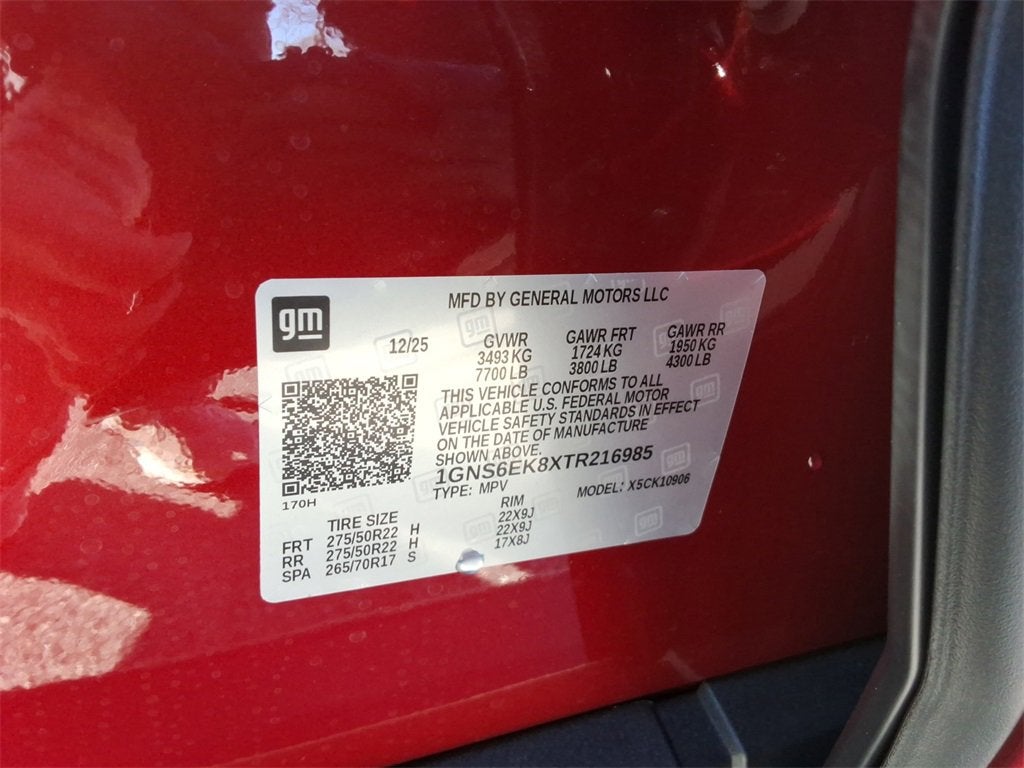 gm
MFD BY GENERAL MOTORS LLC
12/25
GVWR GAWR FRT GAWR RR
3493 KG 1724 KG 1950 KG
7700 LB 3800 LB 4300 LB
THIS VEHICLE CONFORMS TO ALL
APPLICABLE U.S. FEDERAL MOTOR
VEHICLE SAFETY STANDARDS IN EFFECT
ON THE DATE OF MANUFACTURE
SHOWN ABOVE.
1GNS6EK8XTR216985
TYPE: MPV MODEL: X5CK10906
170H
TIRE SIZE RIM
FRT 275/50R22 H 22X9J
RR 275/50R22 H 22X9J
SPA 265/70R17 S 17X8J